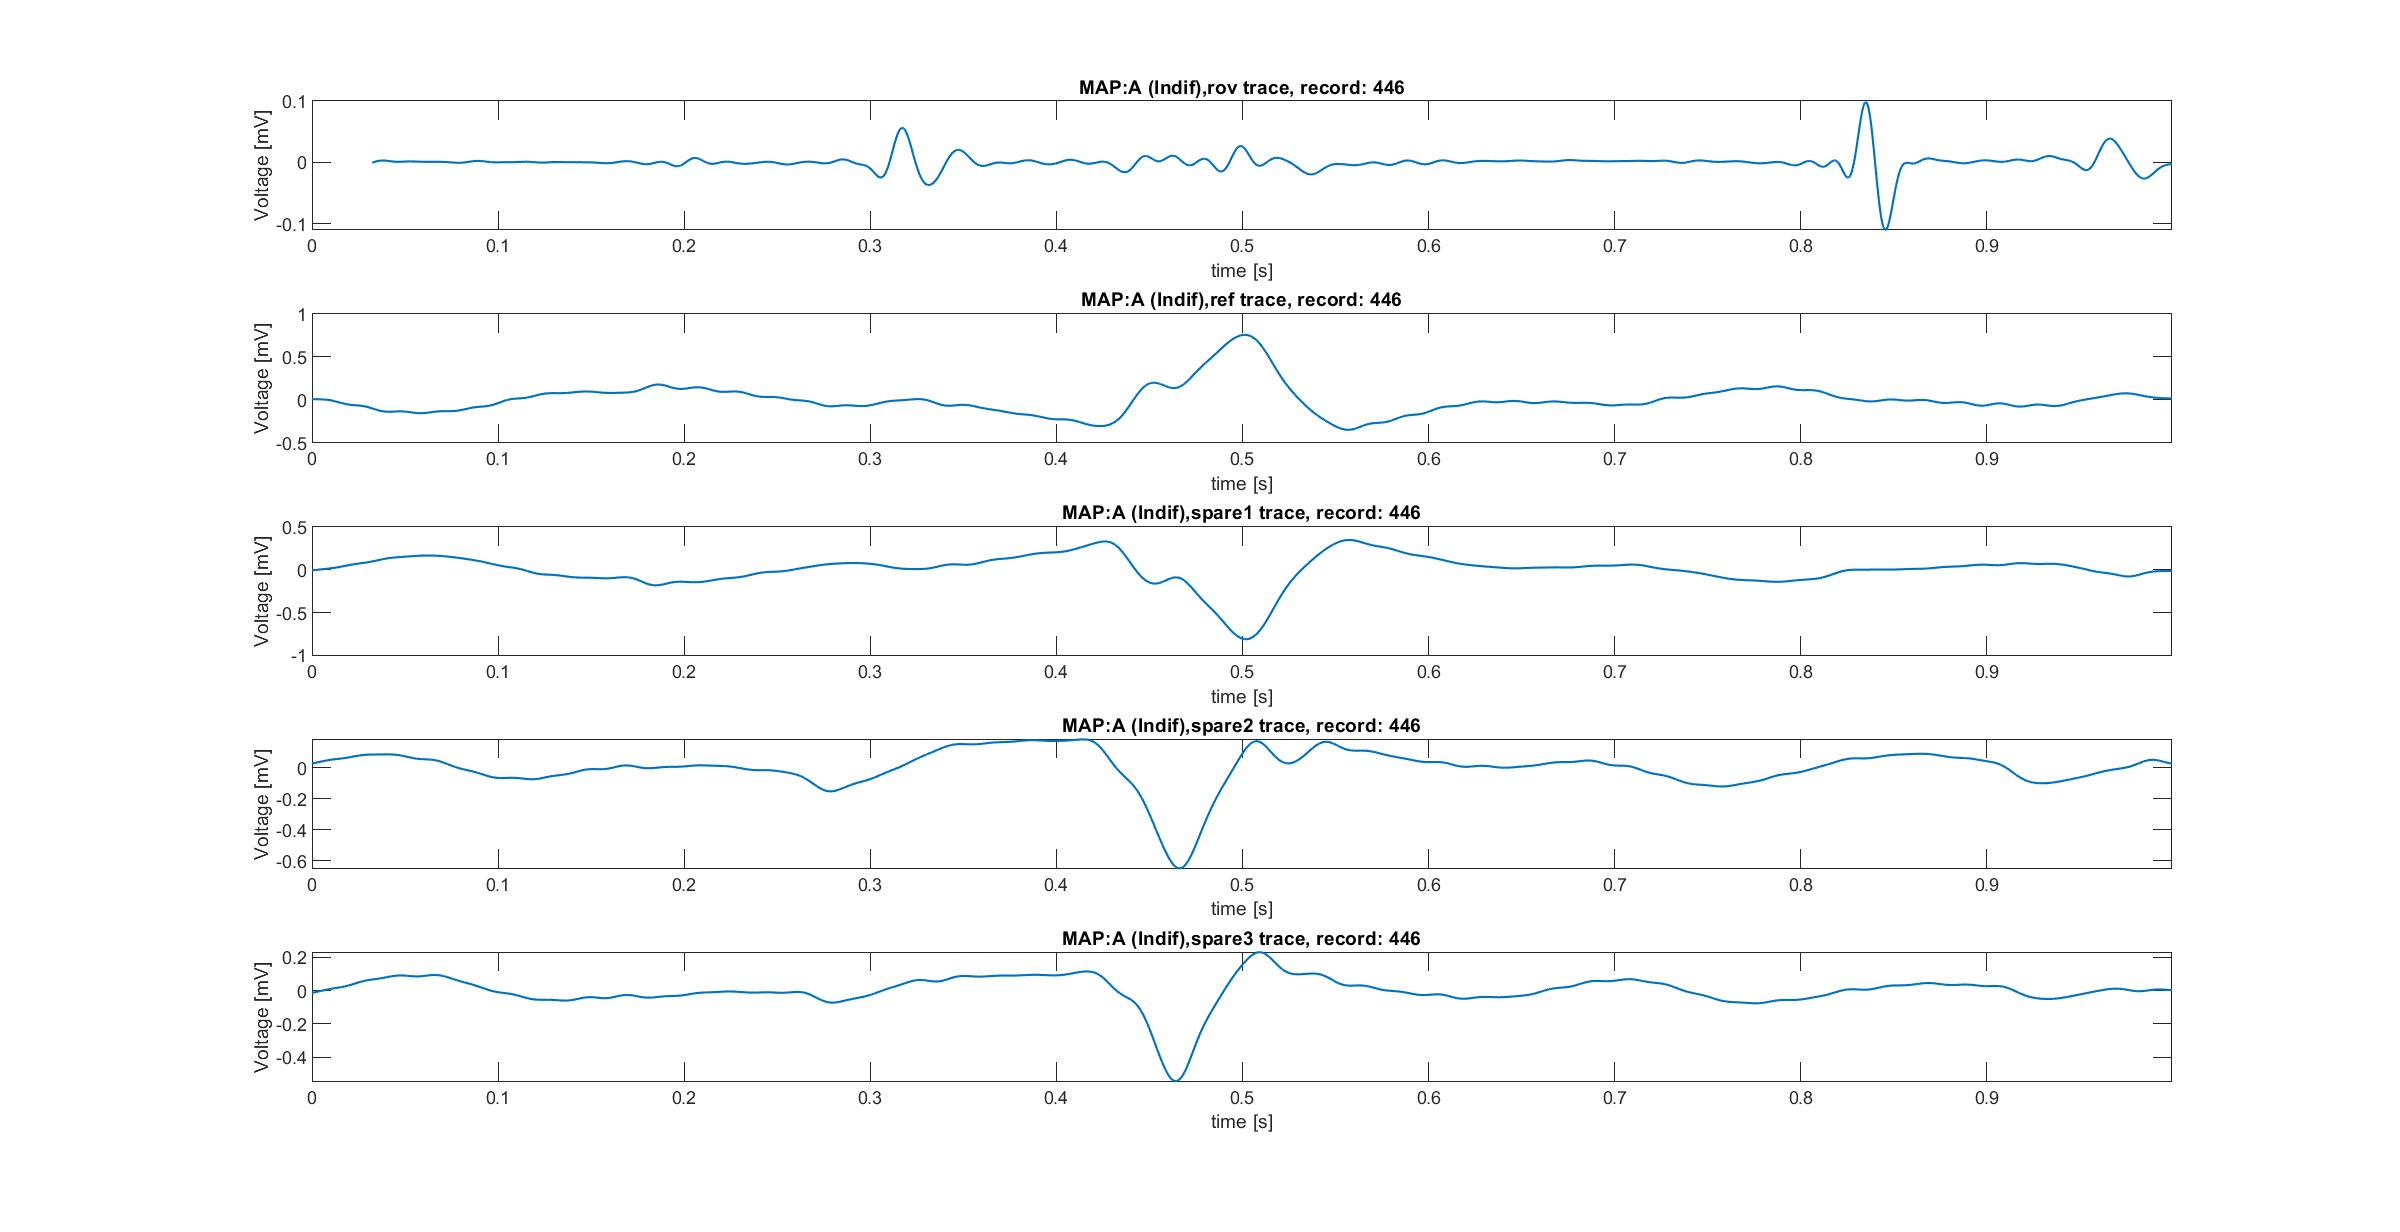 MAP:A (Indif),rov trace, record: 446
Voltage [mV]
0.1
0
-0.1
0 0.1 0.2 0.3 0.4 0.5 0.6 0.7 0.8 0.9
time [s]
MAP:A (Indif),ref trace, record: 446
Voltage [mV]
1
0.5
0
-0.5
0 0.1 0.2 0.3 0.4 0.5 0.6 0.7 0.8 0.9
time [s]
MAP:A (Indif),spare1 trace, record: 446
Voltage [mV]
0.5
0
-0.5
-1
0 0.1 0.2 0.3 0.4 0.5 0.6 0.7 0.8 0.9
time [s]
MAP:A (Indif),spare2 trace, record: 446
Voltage [mV]
0
-0.2
-0.4
-0.6
0 0.1 0.2 0.3 0.4 0.5 0.6 0.7 0.8 0.9
time [s]
MAP:A (Indif),spare3 trace, record: 446
Voltage [mV]
0.2
0
-0.2
-0.4
0 0.1 0.2 0.3 0.4 0.5 0.6 0.7 0.8 0.9
time [s]